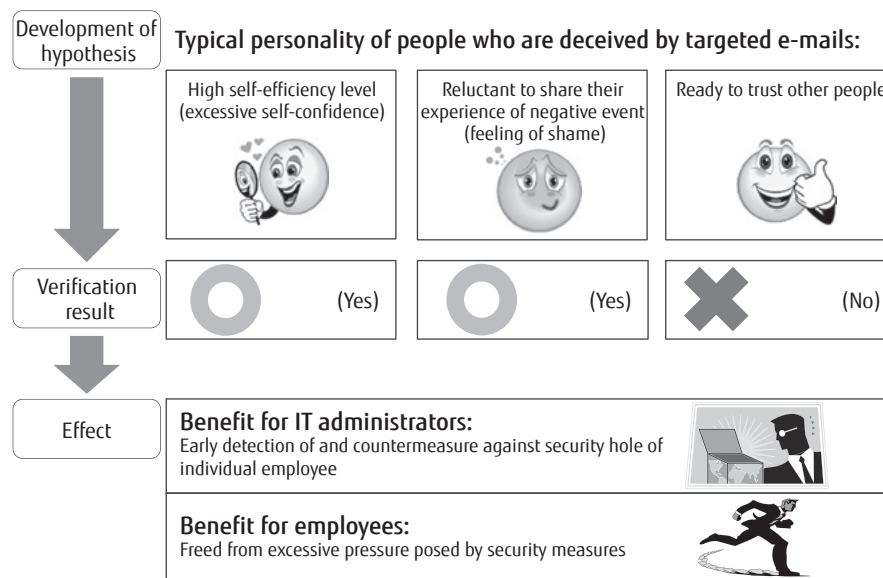 Development of
hypothesis
Typical personality of people who are deceived by targeted e-mails:
High self-efficiency level
(excessive self-confidence)
Reluctant to share their
experience of negative event
(feeling of shame)
Ready to trust other people
Verification
result
(Yes)
(Yes)
(No)
Effect
Benefit for IT administrators:
Early detection of and countermeasure against security hole of
individual employee
Benefit for employees:
Freed from excessive pressure posed by security measures